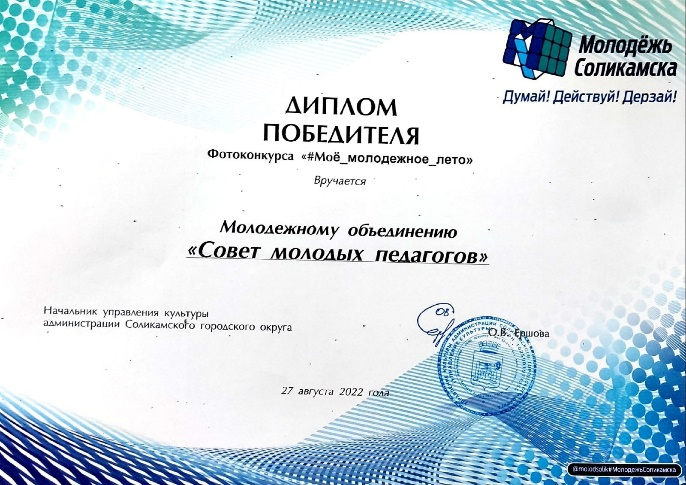 Молодёжь
Соликамска
Думай! Действуй! Дерзай!
ДИПЛОМ
ПОБЕДИТЕЛЯ
Фотоконкурса «#Моё_молодежное_лето»
Вручается
Молодежному объединению
«Совет молодых педагогов»
Начальник управления культуры
администрации Соликамского городского округа
О.В. Ершова
27 августа 2022 года
@molodsolik#МолодежьСоликамска